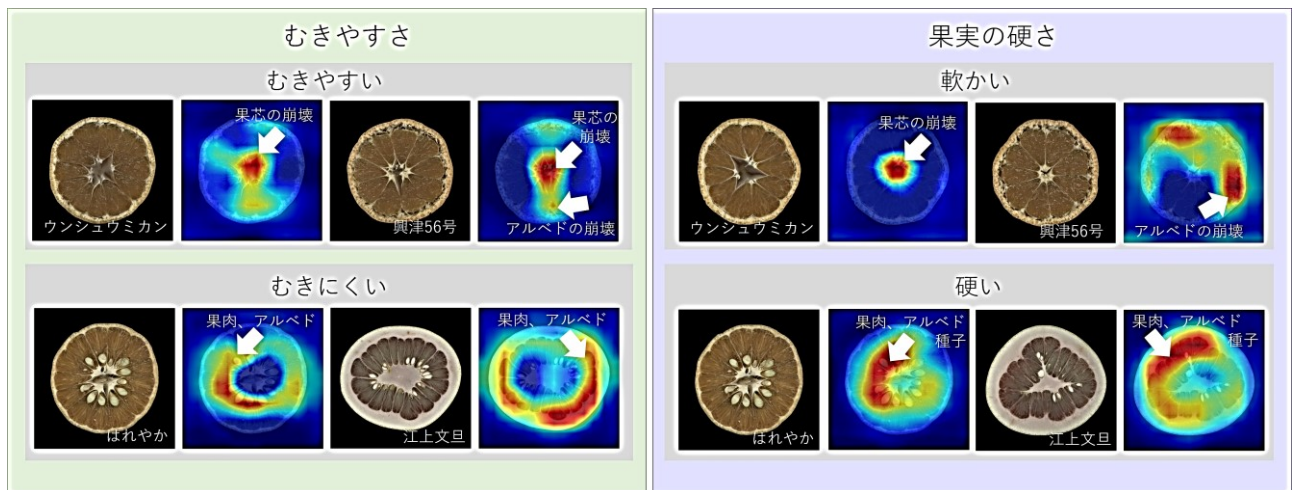 むきやすさ
むきやすい
果芯の崩壊
ウンシュウミカン
果芯の
崩壊
興津56号
アルベドの崩壊
むきにくい
果肉、アルベド
はれやか
果肉、アルベド
江上文旦
果実の硬さ
軟かい
果芯の崩壊
ウンシュウミカン
興津56号
アルベドの崩壊
硬い
果肉、アルベド
種子
はれやか
果肉、アルベド
種子
江上文旦